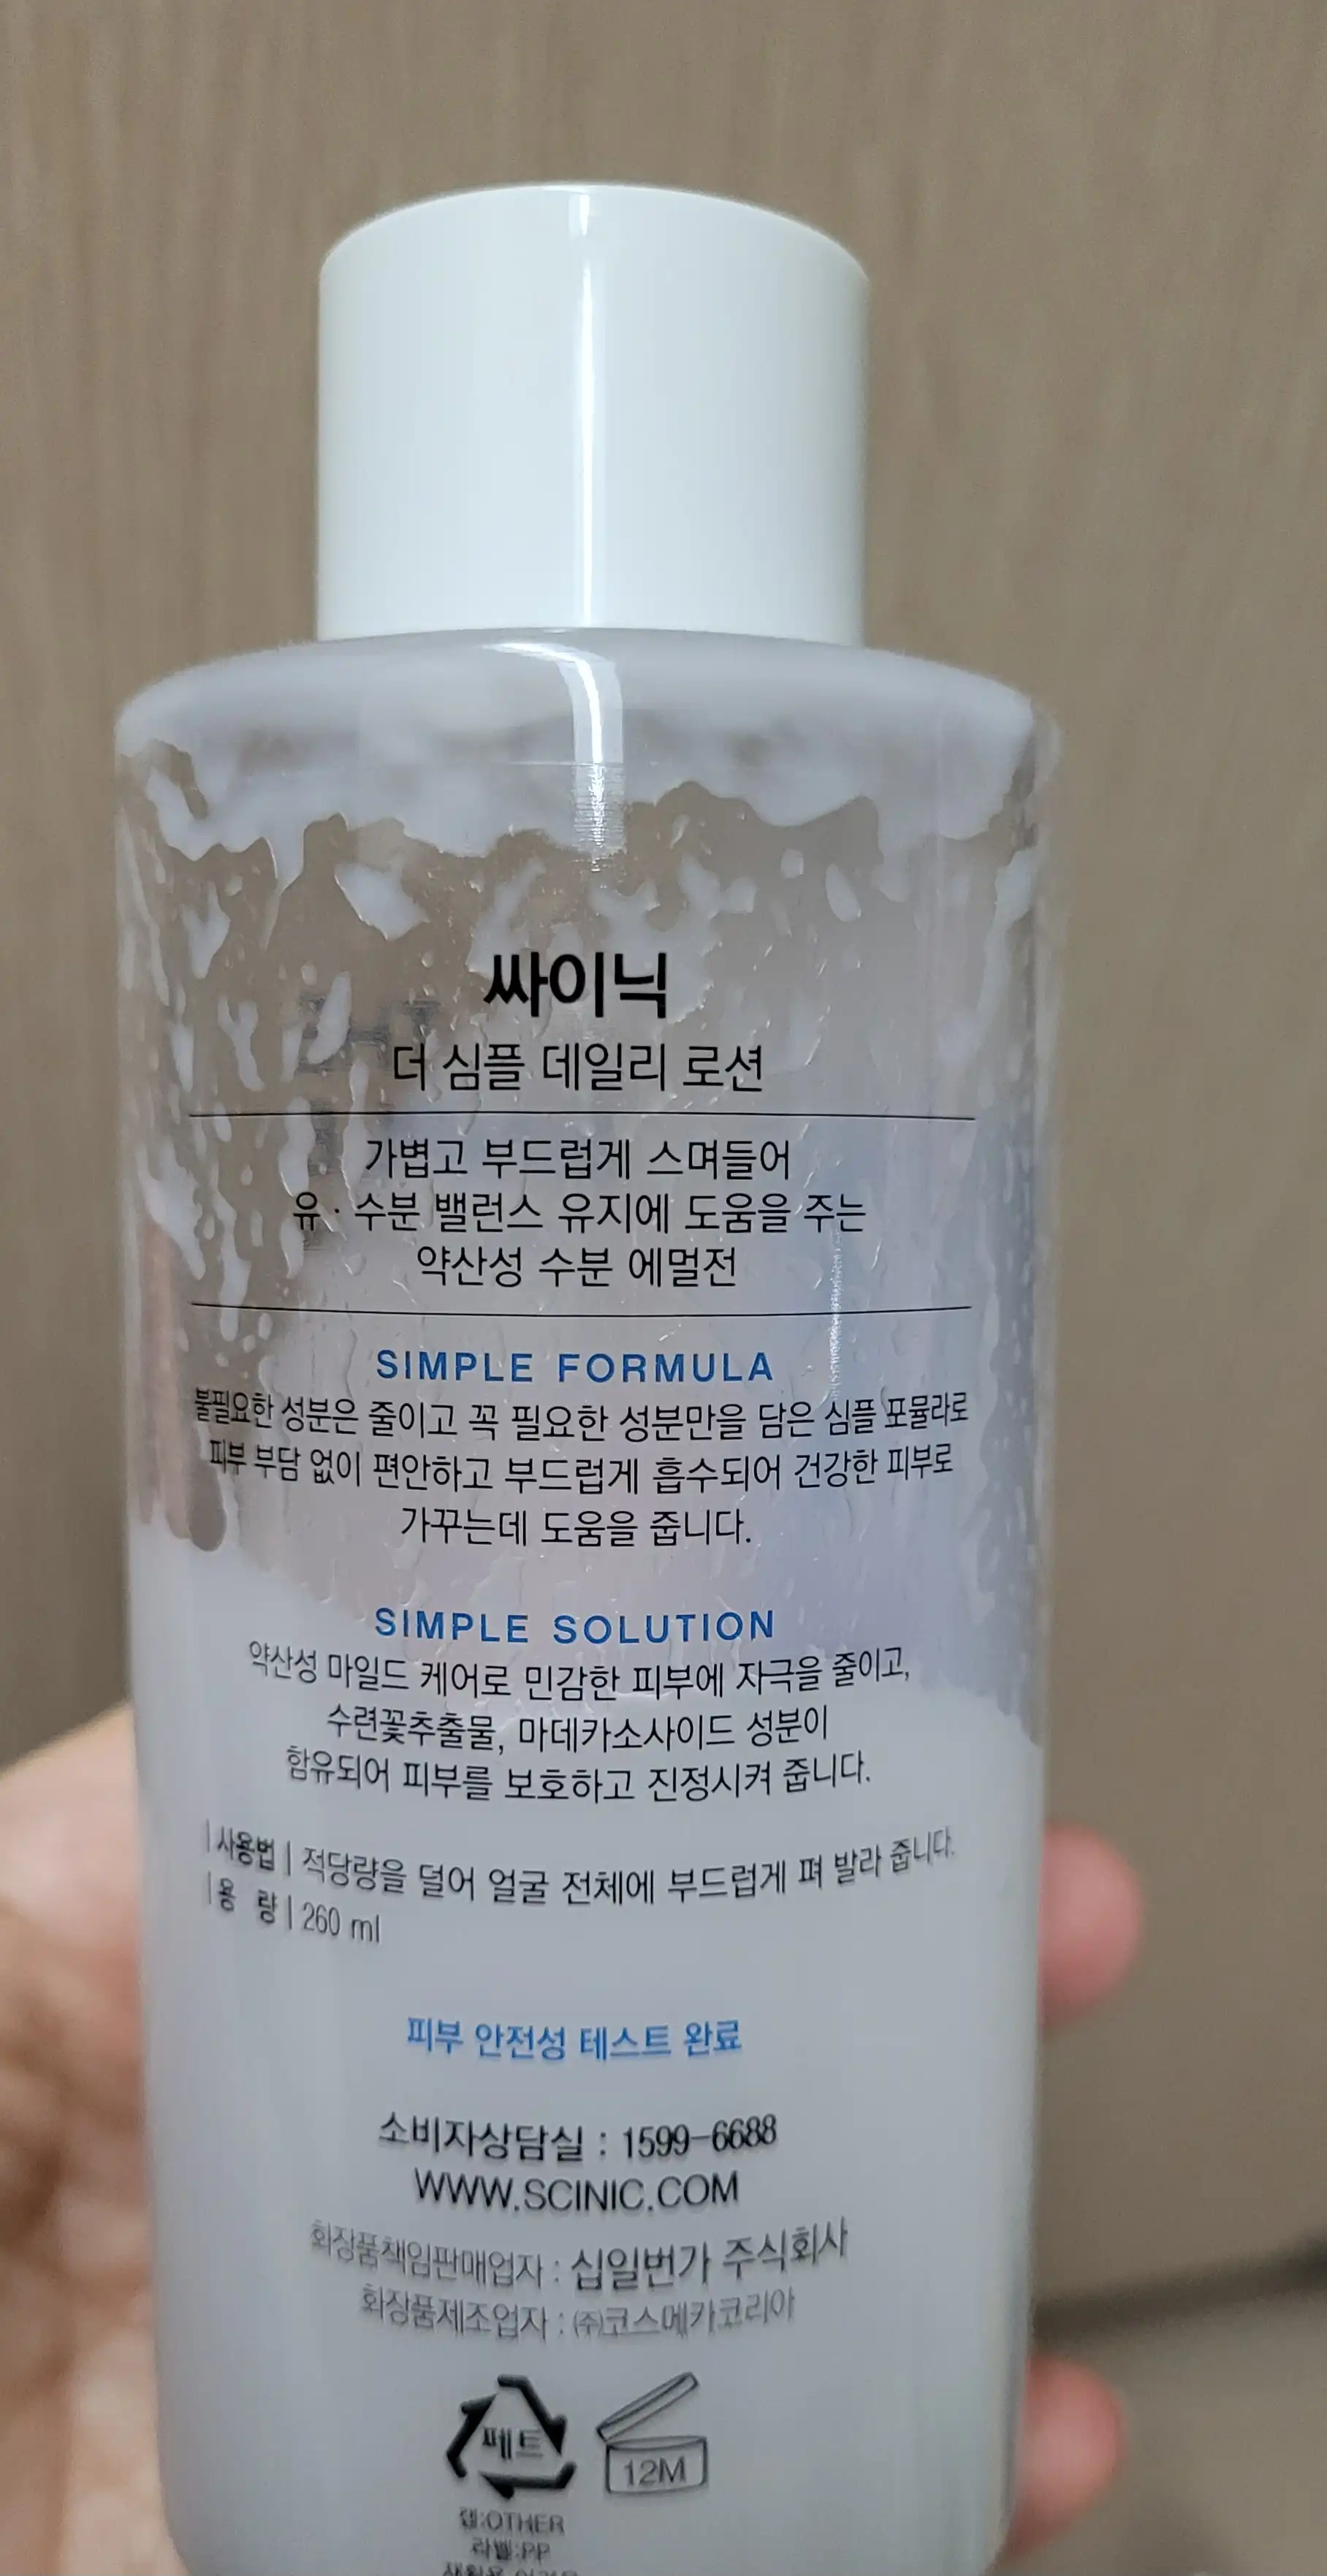 싸이닉
더 심플 데일리 로션
가볍고 부드럽게 스며들어
유·수분 밸런스 유지에 도움을 주는
약산성 수분 에멀전
SIMPLE FORMULA
불필요한 성분은 줄이고 꼭 필요한 성분만을 담은 심플 포뮬라로
피부 부담 없이 편안하고 부드럽게 흡수되어 건강한 피부로
가꾸는데 도움을 줍니다.
SIMPLE SOLUTION
약산성 마일드 케어로 민감한 피부에 자극을 줄이고,
수련꽃추출물, 마데카소사이드 성분이
함유되어 피부를 보호하고 진정시켜 줍니다.
|사용법| 적당량을 덜어 얼굴 전체에 부드럽게 펴 발라 줍니다.
|용 량| 260 ml
피부 안전성 테스트 완료
소비자상담실 : 1599-6688
WWW.SCINIC.COM
화장품책임판매업자 : 십일번가 주식회사
화장품제조업자 : ㈜코스메카코리아
페트
12M
캡:OTHER
라벨:PP